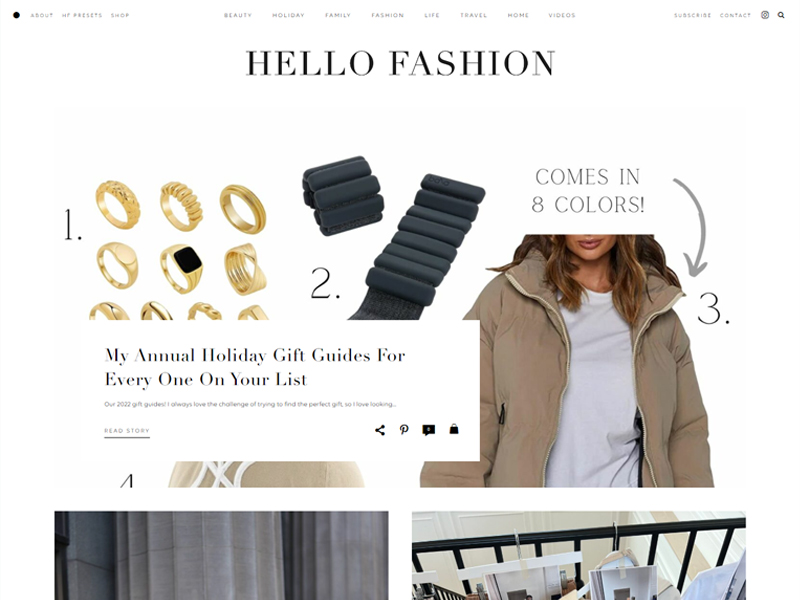 ABOUT HF PRESETS SHOP
BEAUTY HOLIDAY FAMILY FASHION LIFE TRAVEL HOME VIDEOS
SUBSCRIBE CONTACT
HELLO FASHION
1.
2.
COMES IN
8 COLORS!
3.
My Annual Holiday Gift Guides For
Every One On Your List
Our 2022 gift guides! I always love the challenge of trying to find the perfect gift, so I love looking...
READ STORY
4